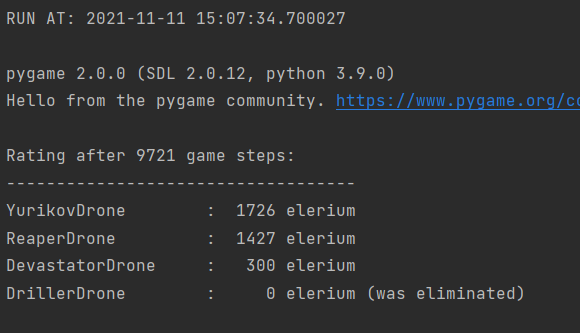 RUN AT: 2021-11-11 15:07:34.700027
pygame 2.0.0 (SDL 2.0.12, python 3.9.0)
Hello from the pygame community. https://www.pygame.org/co
Rating after 9721 game steps:
-----------------------------------
YurikovDrone        :  1726 elerium
ReaperDrone         :  1427 elerium
DevastatorDrone     :   300 elerium
DrillerDrone        :     0 elerium (was eliminated)